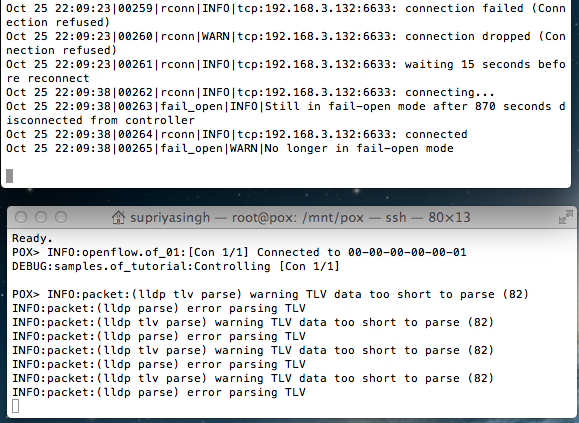 Oct 25 22:09:23|00259|rconn|INFO|tcp:192.168.3.132:6633: connection failed (Conn
ection refused)
Oct 25 22:09:23|00260|rconn|WARN|tcp:192.168.3.132:6633: connection dropped (Con
nection refused)
Oct 25 22:09:23|00261|rconn|INFO|tcp:192.168.3.132:6633: waiting 15 seconds befo
re reconnect
Oct 25 22:09:38|00262|rconn|INFO|tcp:192.168.3.132:6633: connecting...
Oct 25 22:09:38|00263|fail_open|INFO|Still in fail-open mode after 870 seconds d
isconnected from controller
Oct 25 22:09:38|00264|rconn|INFO|tcp:192.168.3.132:6633: connected
Oct 25 22:09:38|00265|fail_open|WARN|No longer in fail-open mode
supriyasingh — root@pox: /mnt/pox — ssh — 80×13
Ready.
POX> INFO:openflow.of_01:[Con 1/1] Connected to 00-00-00-00-00-01
DEBUG:samples.of_tutorial:Controlling [Con 1/1]
POX> INFO:packet:(lldp tlv parse) warning TLV data too short to parse (82)
INFO:packet:(lldp parse) error parsing TLV
INFO:packet:(lldp tlv parse) warning TLV data too short to parse (82)
INFO:packet:(lldp parse) error parsing TLV
INFO:packet:(lldp tlv parse) warning TLV data too short to parse (82)
INFO:packet:(lldp parse) error parsing TLV
INFO:packet:(lldp tlv parse) warning TLV data too short to parse (82)
INFO:packet:(lldp parse) error parsing TLV